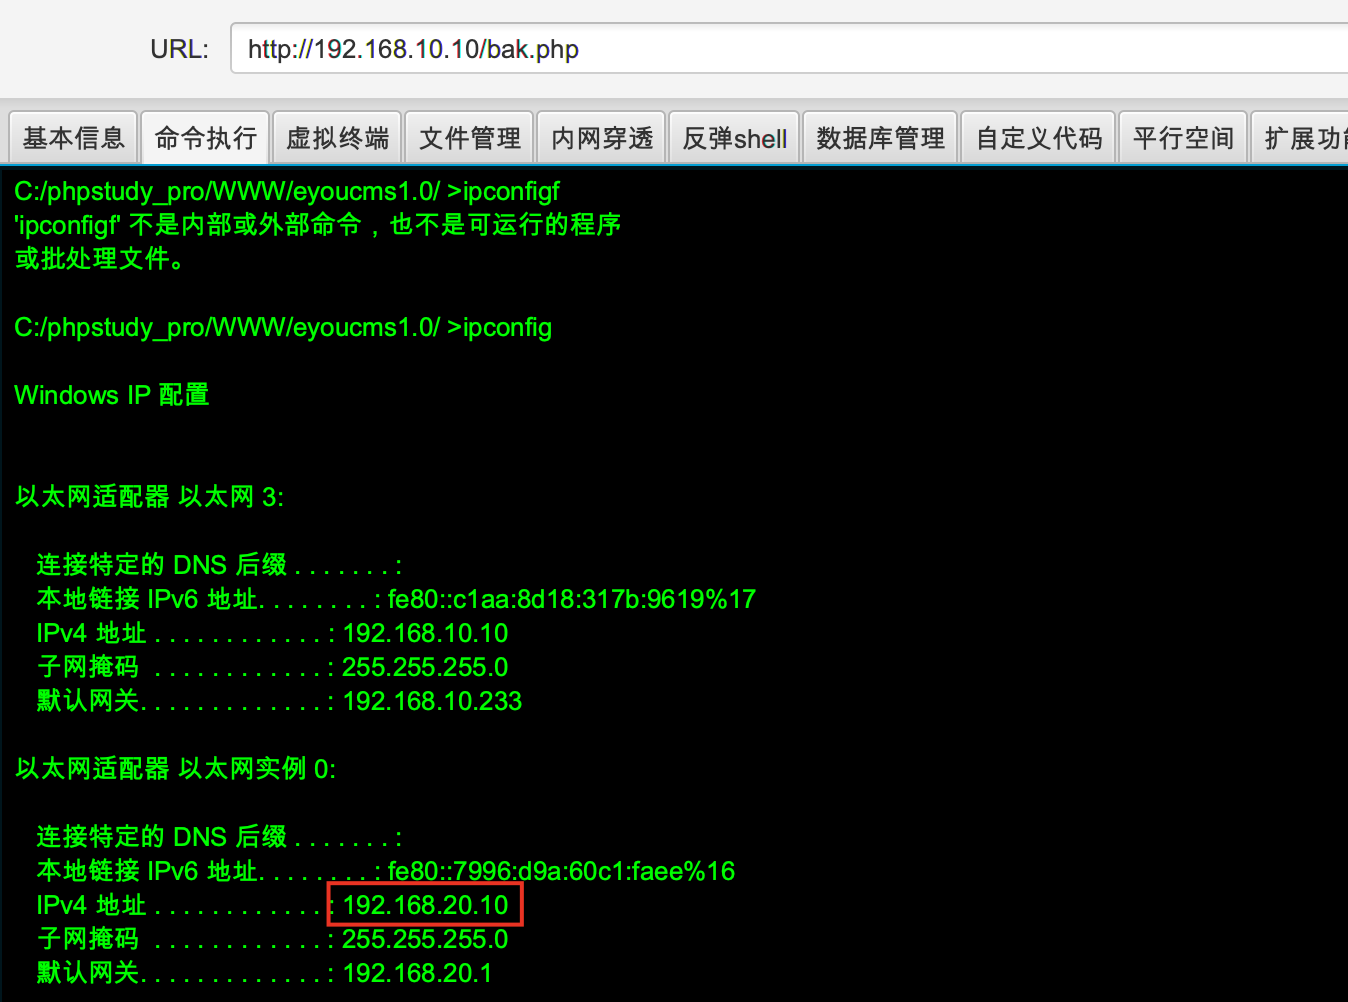 URL: http://192.168.10.10/bak.php
基本信息 命令执行 虚拟终端 文件管理 内网穿透 反弹shell 数据库管理 自定义代码 平行空间 扩展功
C:/phpstudy_pro/WWW/eyoucms1.0/ >ipconfigf
'ipconfigf' 不是内部或外部命令，也不是可运行的程序
或批处理文件。
C:/phpstudy_pro/WWW/eyoucms1.0/ >ipconfig
Windows IP 配置
以太网适配器 以太网 3:
连接特定的 DNS 后缀 . . . . . . . :
本地链接 IPv6 地址. . . . . . . . : fe80::c1aa:8d18:317b:9619%17
IPv4 地址 . . . . . . . . . . . . : 192.168.10.10
子网掩码 . . . . . . . . . . . . : 255.255.255.0
默认网关. . . . . . . . . . . . . : 192.168.10.233
以太网适配器 以太网实例 0:
连接特定的 DNS 后缀 . . . . . . . :
本地链接 IPv6 地址. . . . . . . . : fe80::7996:d9a:60c1:faee%16
IPv4 地址 . . . . . . . . . . . . : 192.168.20.10
子网掩码 . . . . . . . . . . . . : 255.255.255.0
默认网关. . . . . . . . . . . . . : 192.168.20.1